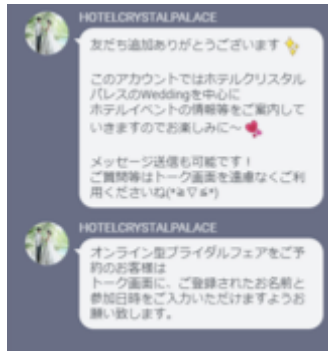 HOTELCRYSTALPALACE
友だち追加ありがとうございます
このアカウントではホテルクリスタル
パレスのWeddingを中心に
ホテルイベントの情報等をご案内して
いきますのでお楽しみに～
メッセージ送信も可能です！
ご質問等はトーク画面を遠慮なくご利
用くださいね(*≧∇≦*)
HOTELCRYSTALPALACE
オンライン型ブライダルフェアをご予
約のお客様は
トーク画面に、ご登録されたお名前と
参加日時をご入力いただけますようお
願い致します。